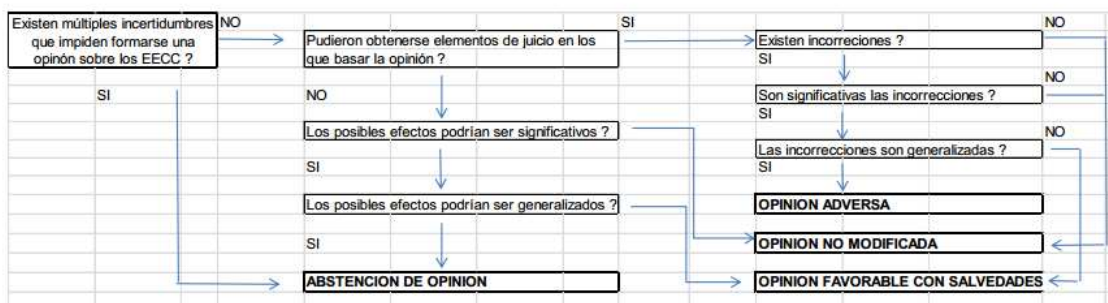 Existen múltiples incertidumbres NO SI NO
que impiden formarse una Pudieron obtenerse elementos de juicio en los Existen incorreciones ?
opinón sobre los EECC ? que basar la opinión ? SI
NO
SI NO Son significativas las incorrecciones ?
SI
Los posibles efectos podrían ser significativos ? NO
Las incorrecciones son generalizadas ?
SI SI
Los posibles efectos podrían ser generalizados ? OPINION ADVERSA
SI OPINION NO MODIFICADA
ABSTENCION DE OPINION OPINION FAVORABLE CON SALVEDADES